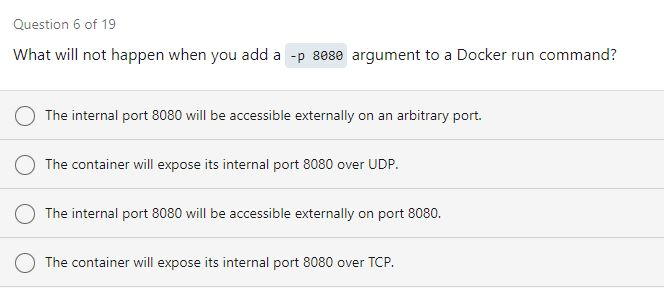 Question 6 of 19
What will not happen when you add a -p 8080 argument to a Docker run command?
The internal port 8080 will be accessible externally on an arbitrary port.
The container will expose its internal port 8080 over UDP.
The internal port 8080 will be accessible externally on port 8080.
The container will expose its internal port 8080 over TCP.